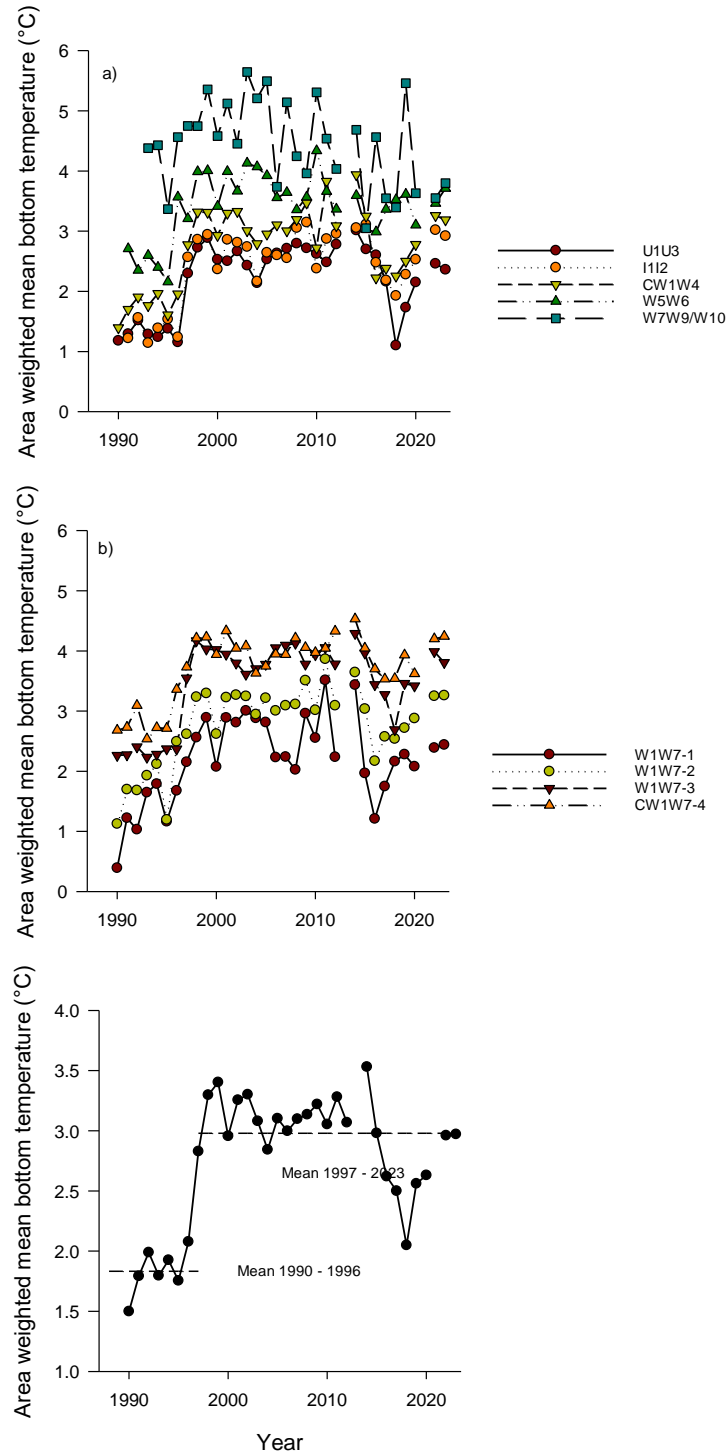 a)
Area weighted mean bottom temperature (°C)
6
5
4
3
2
1
0
1990 2000 2010 2020
U1U3
I1I2
CW1W4
W5W6
W7W9/W10
b)
Area weighted mean bottom temperature (°C)
6
5
4
3
2
1
0
1990 2000 2010 2020
W1W7-1
W1W7-2
W1W7-3
CW1W7-4
Area weighted mean bottom temperature (°C)
4.0
3.5
3.0
2.5
2.0
1.5
1.0
Mean 1997 - 2023
Mean 1990 - 1996
1990 2000 2010 2020
Year